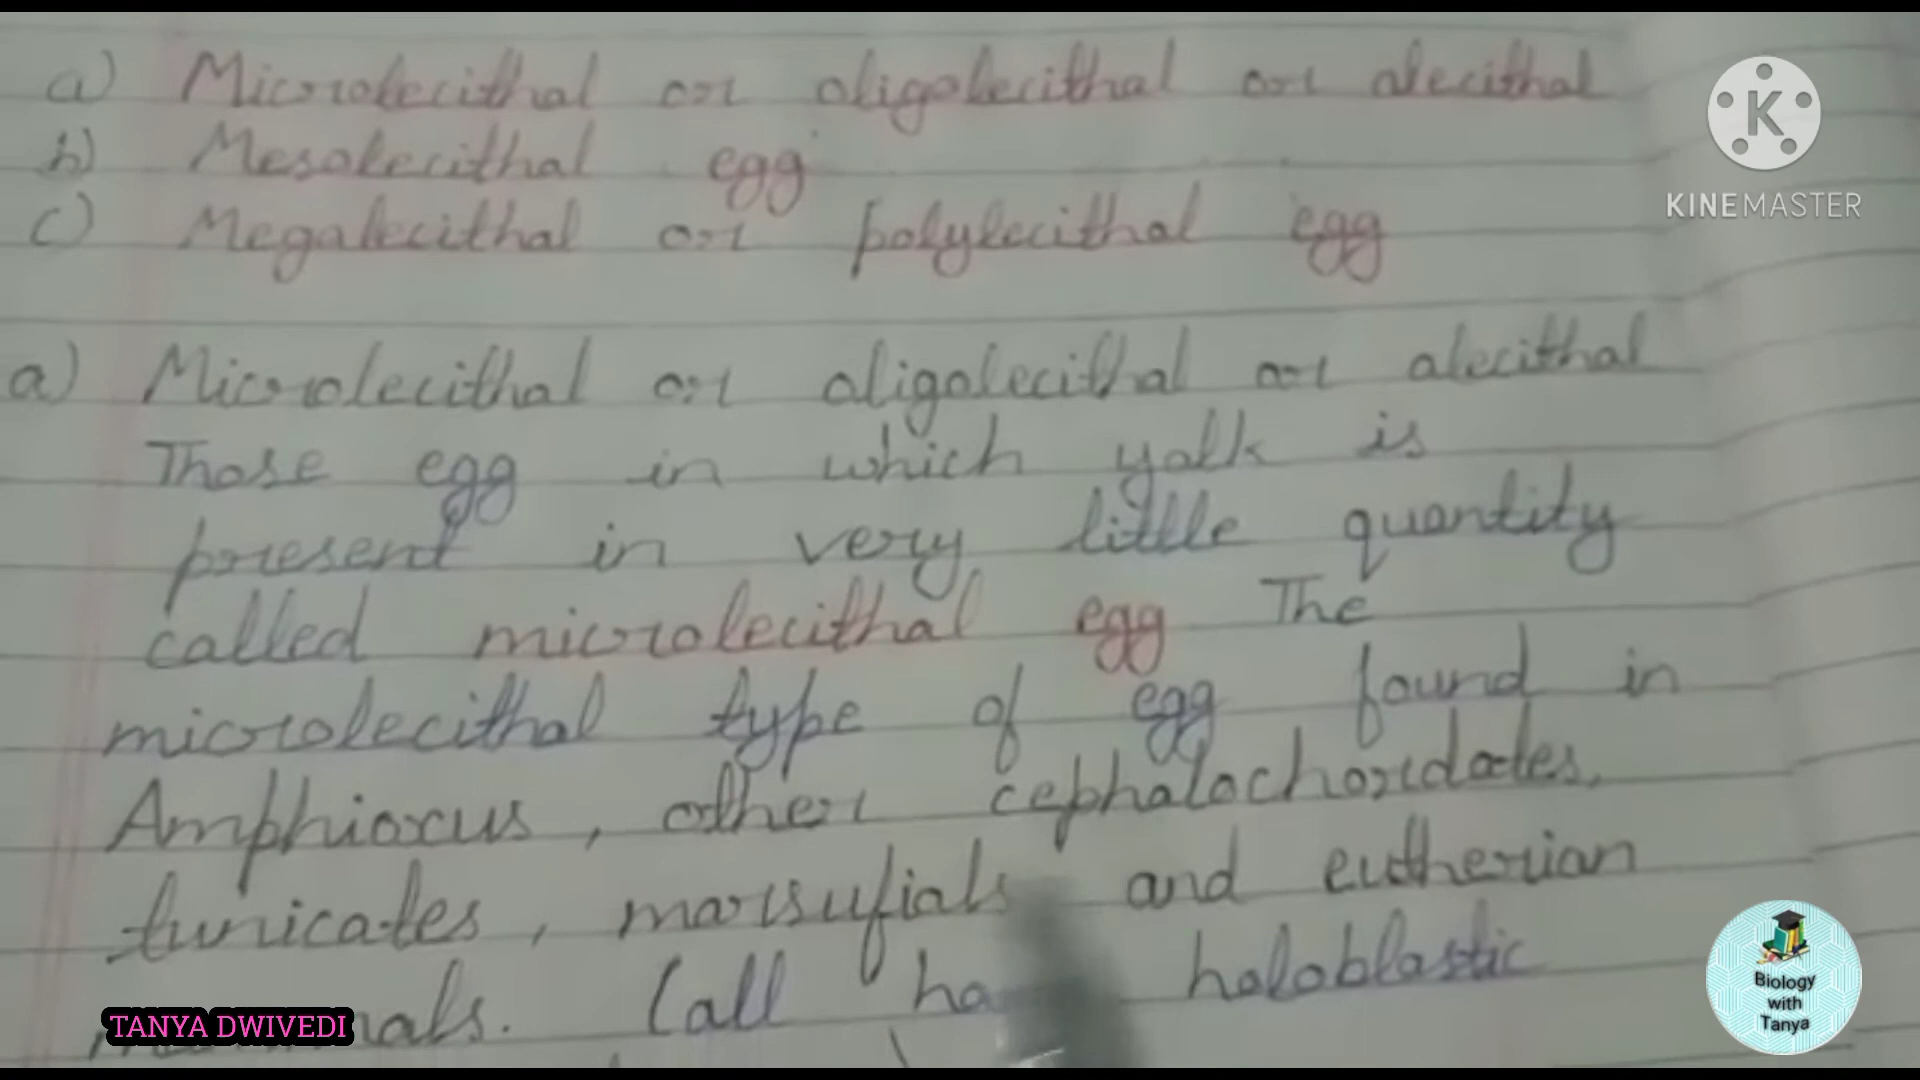 a) Microlecithal or oligolecithal or alecithal
b) Mesolecithal egg
c) Megalecithal or polylecithal egg
a) Microlecithal or oligolecithal or alecithal
Those egg in which yolk is
present in very little quantity
called microlecithal egg The
microlecithal type of egg found in
Amphioxus, other cephalochordates,
tunicates, marsufials and eutherian
(all holoblastic
K
KINEMASTER
TANYA DWIVEDI
Biology
with
Tanya